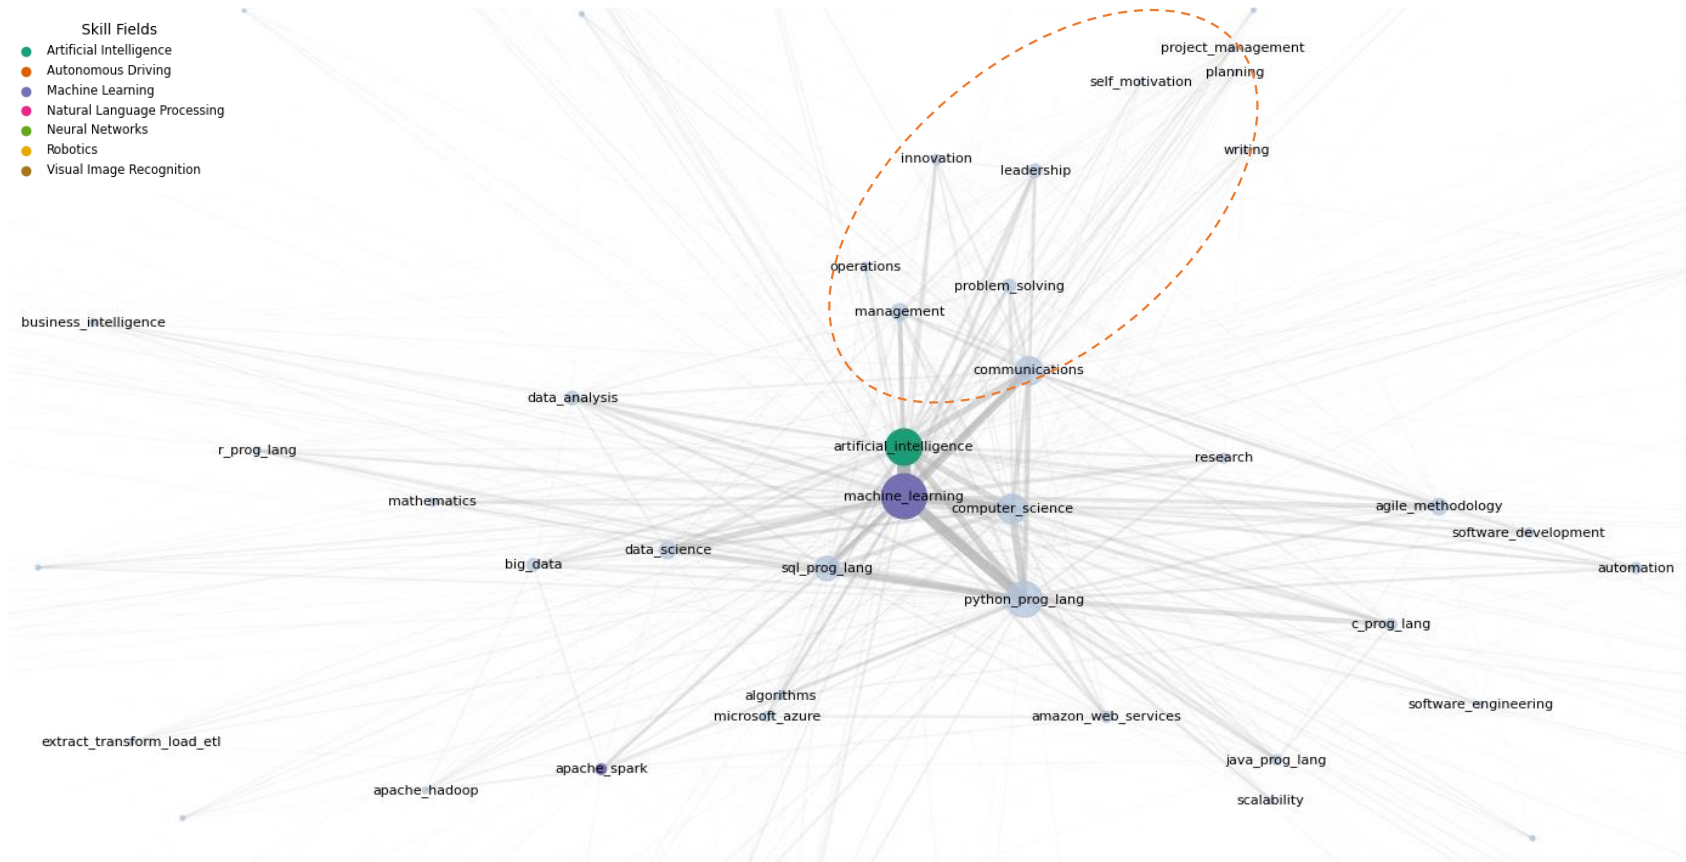 Skill Fields
Artificial Intelligence
Autonomous Driving
Machine Learning
Natural Language Processing
Neural Networks
Robotics
Visual Image Recognition
project_management
planning
self_motivation
writing
innovation
leadership
operations
problem_solving
management
business_intelligence
communications
data_analysis
artificial_intelligence
r_prog_lang
research
machine_learning
mathematics
computer_science
agile_methodology
software_development
data_science
big_data
sql_prog_lang
automation
python_prog_lang
c_prog_lang
algorithms
software_engineering
microsoft_azure
amazon_web_services
extract_transform_load_etl
java_prog_lang
apache_spark
apache_hadoop
scalability